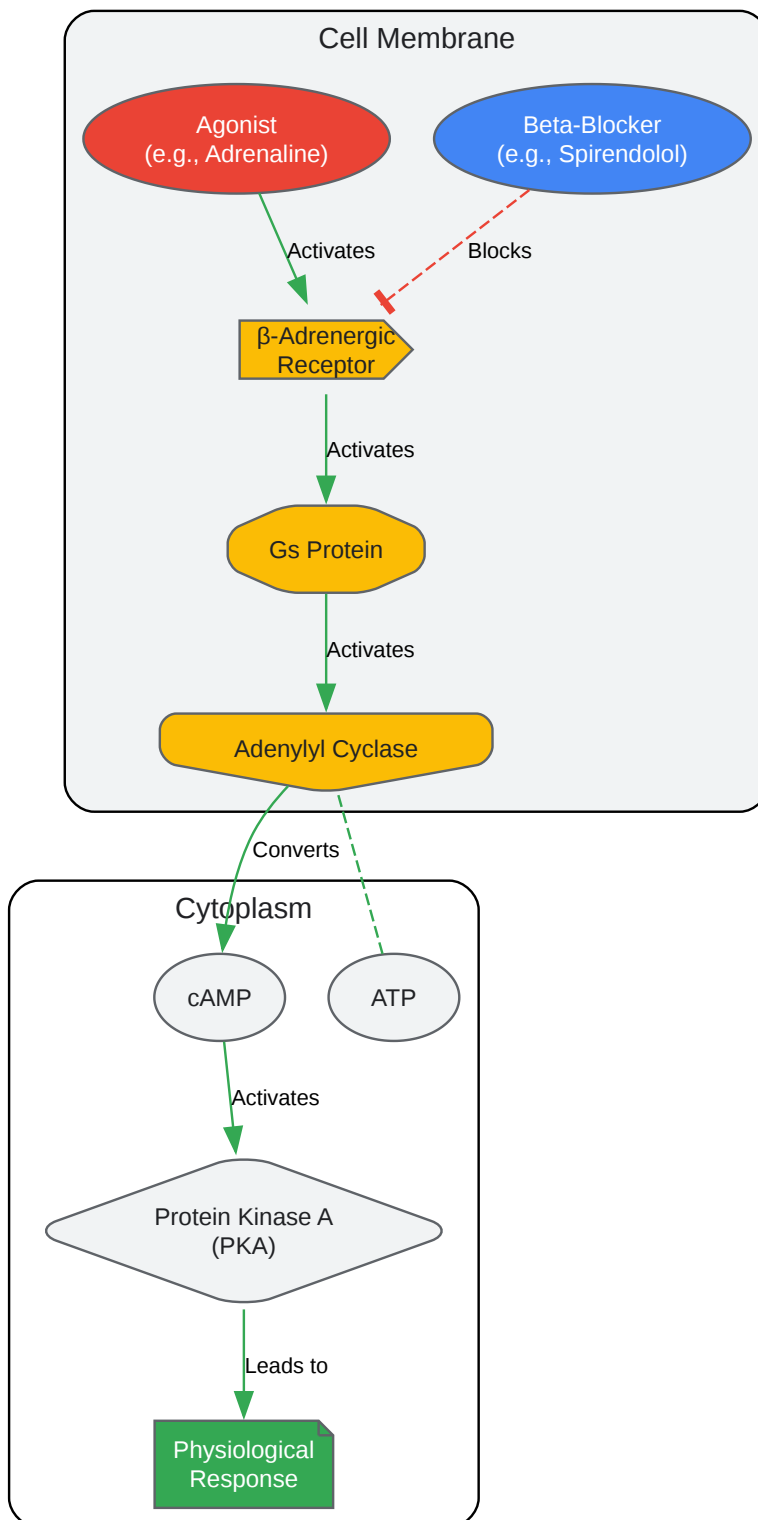 Cell Membrane
Agonist
(e.g., Adrenaline)
Beta-Blocker
(e.g., Spirendolol)
Activates
Blocks
β-Adrenergic
Receptor
Activates
Gs Protein
Activates
Adenylyl Cyclase
Converts
Cytoplasm
cAMP
ATP
Activates
Protein Kinase A
(PKA)
Leads to
Physiological
Response